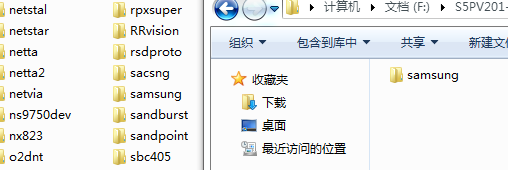 netstal
netstar
netta
netta2
netvia
ns9750dev
nx823
o2dnt
rpxsuper
RRvision
rsdproto
sacsng
samsung
sandburst
sandpoint
sbc405
计算机 文档 (F:) S5PV201-
组织 包含到库中 共享 新建文
收藏夹
下载
桌面
最近访问的位置
samsung